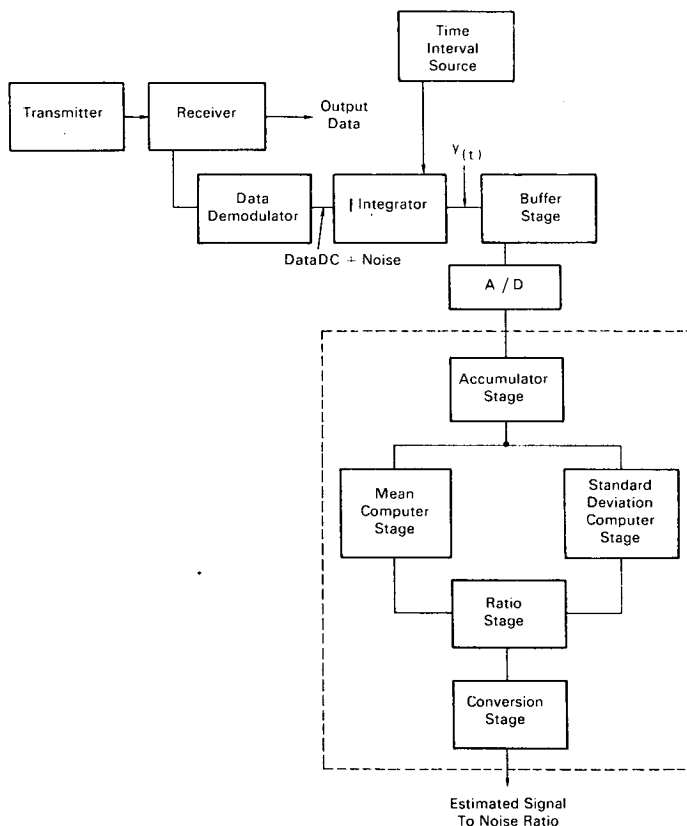 Time
Interval
Source
Transmitter
Receiver
Output
Data
y(t)
Data
Demodulator
Integrator
Buffer
Stage
DataDC + Noise
A / D
Accumulator
Stage
Mean
Computer
Stage
Standard
Deviation
Computer
Stage
Ratio
Stage
Conversion
Stage
Estimated Signal
To Noise Ratio